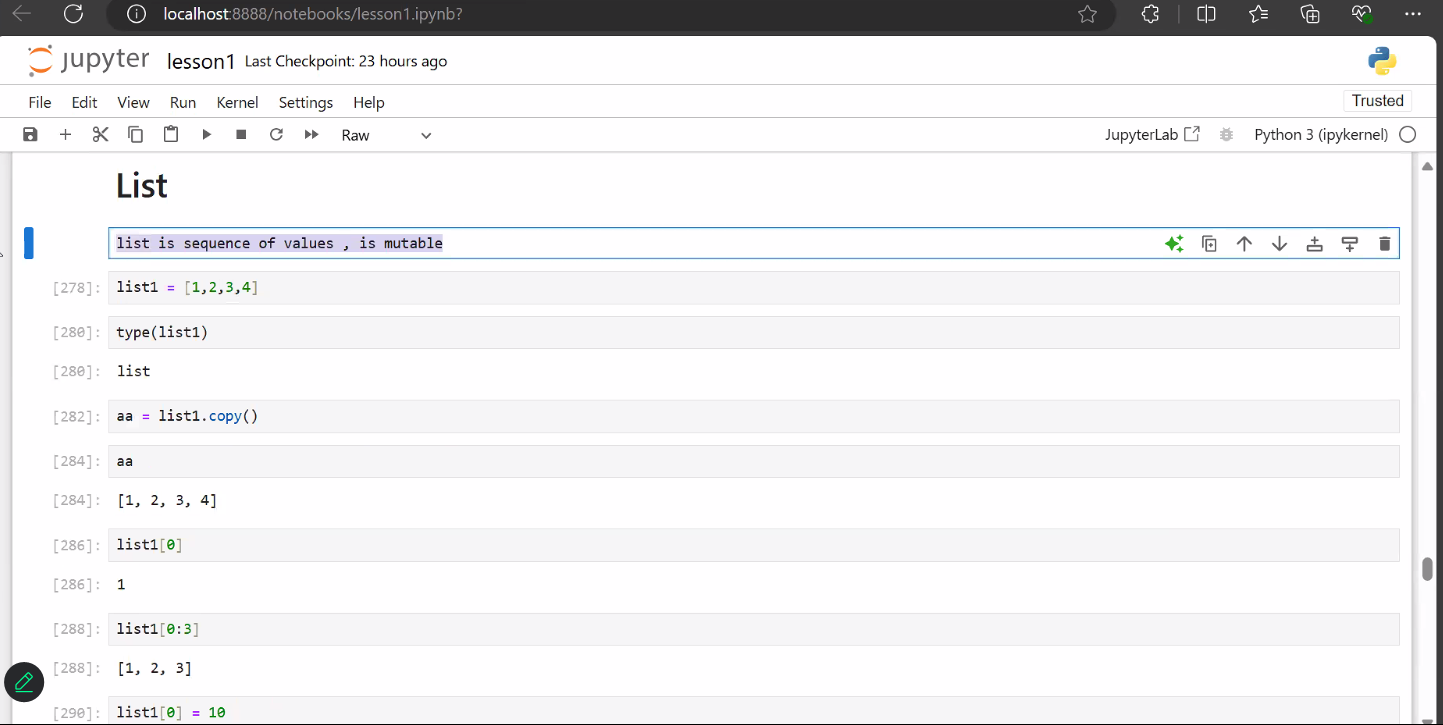 localhost:8888/notebooks/lesson1.ipynb?
jupyter lesson1 Last Checkpoint: 23 hours ago
File Edit View Run Kernel Settings Help Trusted
Raw JupyterLab Python 3 (ipykernel)
List
list is sequence of values , is mutable
[278]: list1 = [1,2,3,4]
[280]: type(list1)
[280]: list
[282]: aa = list1.copy()
[284]: aa
[284]: [1, 2, 3, 4]
[286]: list1[0]
[286]: 1
[288]: list1[0:3]
[288]: [1, 2, 3]
[290]: list1[0] = 10